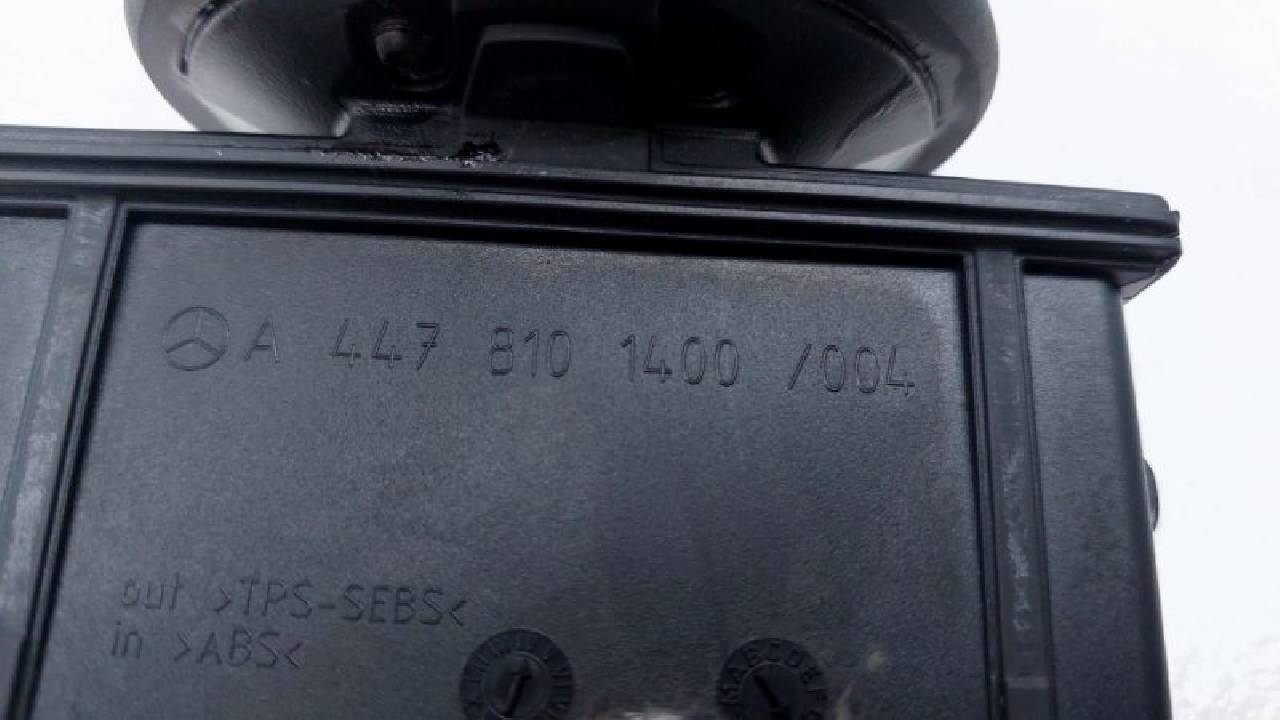 A 447 810 1400 /004
out >TPS-SEBS<
in >ABS<